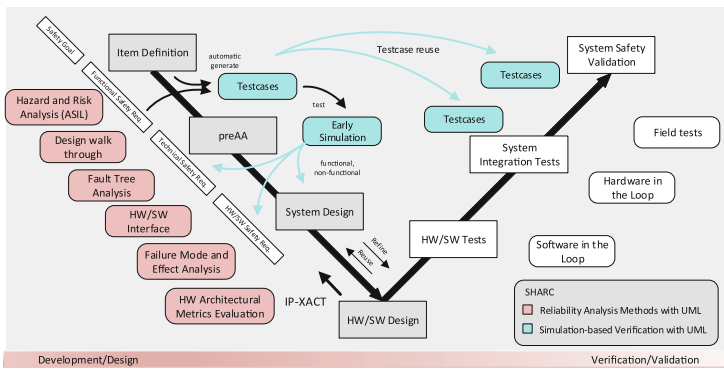 Safety Goal
Functional Safety Req.
Technical Safety Req.
HW/SW Safety Req.
Item Definition
automatic
generate
Testcases
test
Early
Simulation
functional,
non-functional
preAA
System Design
Refine
Reuse
IP-XACT
HW/SW Design
Testcase reuse
Testcases
Testcases
System Safety
Validation
System
Integration Tests
HW/SW Tests
Field tests
Hardware in
the Loop
Software in the
Loop
Hazard and Risk
Analysis (ASIL)
Design walk
through
Fault Tree
Analysis
HW/SW
Interface
Failure Mode and
Effect Analysis
HW Architectural
Metrics Evaluation
SHARC
Reliability Analysis Methods with UML
Simulation-based Verification with UML
Development/Design
Verification/Validation